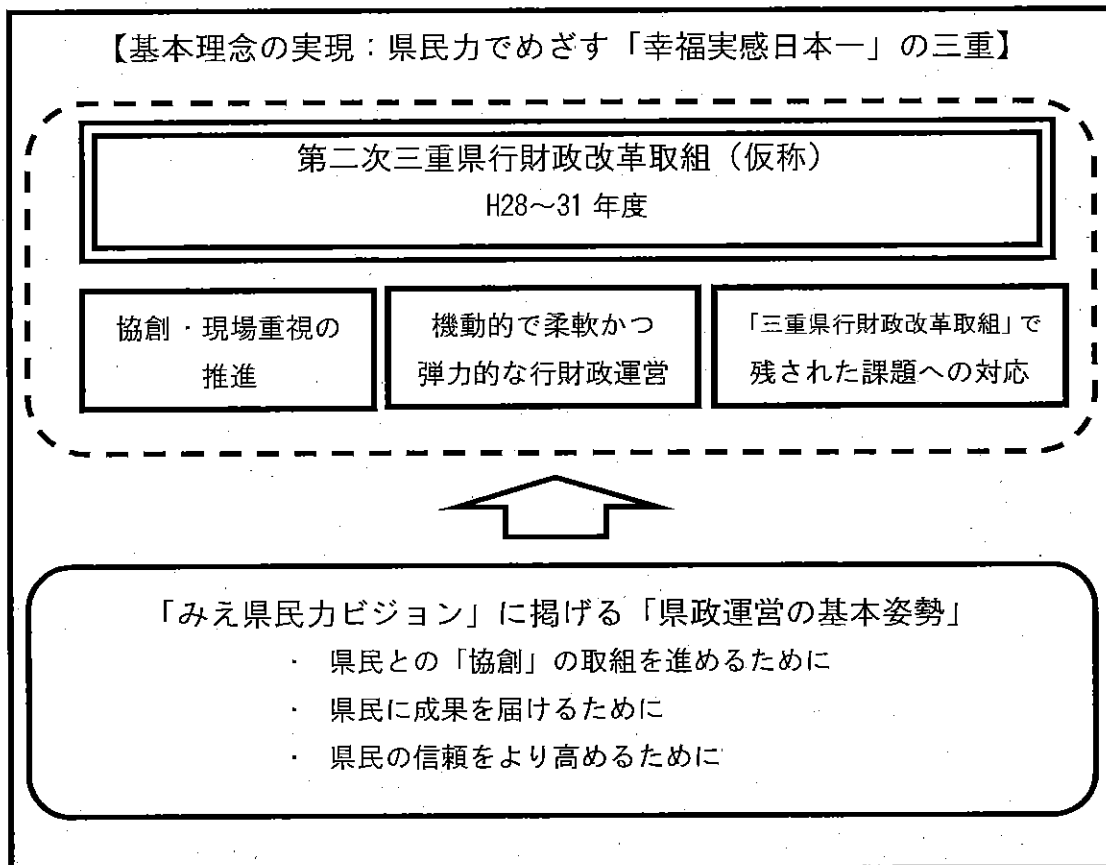 【基本理念の実現：県民力でめざす「幸福実感日本一」の三重】
第二次三重県行財政改革取組（仮称）
H28～31 年度
協創・現場重視の
推進
機動的で柔軟かつ
弾力的な行財政運営
「三重県行財政改革取組」で
残された課題への対応
「みえ県民力ビジョン」に掲げる「県政運営の基本姿勢」
・ 県民との「協創」の取組を進めるために
・ 県民に成果を届けるために
・ 県民の信頼をより高めるために